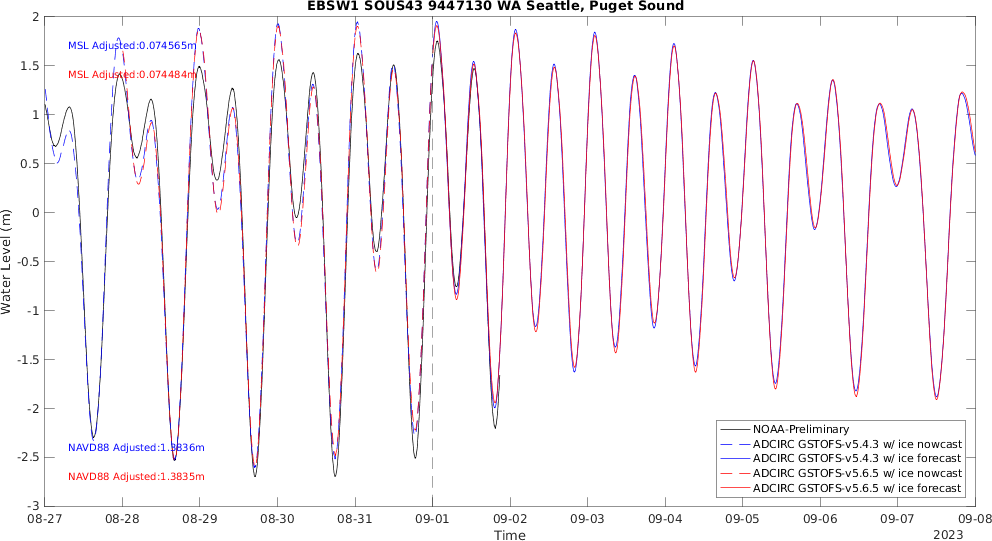 EBSW1 SOUS43 9447130 WA Seattle, Puget Sound
2
1.5
1
0.5
0
-0.5
-1
-1.5
-2
-2.5
-3
Water Level (m)
MSL Adjusted:0.074565m
MSL Adjusted:0.074484m
NAVD88 Adjusted:1.3836m
NAVD88 Adjusted:1.3835m
NOAA-Preliminary
ADCIRC GSTOFS-v5.4.3 w/ ice nowcast
ADCIRC GSTOFS-v5.4.3 w/ ice forecast
ADCIRC GSTOFS-v5.6.5 w/ ice nowcast
ADCIRC GSTOFS-v5.6.5 w/ ice forecast
08-27 08-28 08-29 08-30 08-31 09-01 09-02 09-03 09-04 09-05 09-06 09-07 09-08
Time
2023